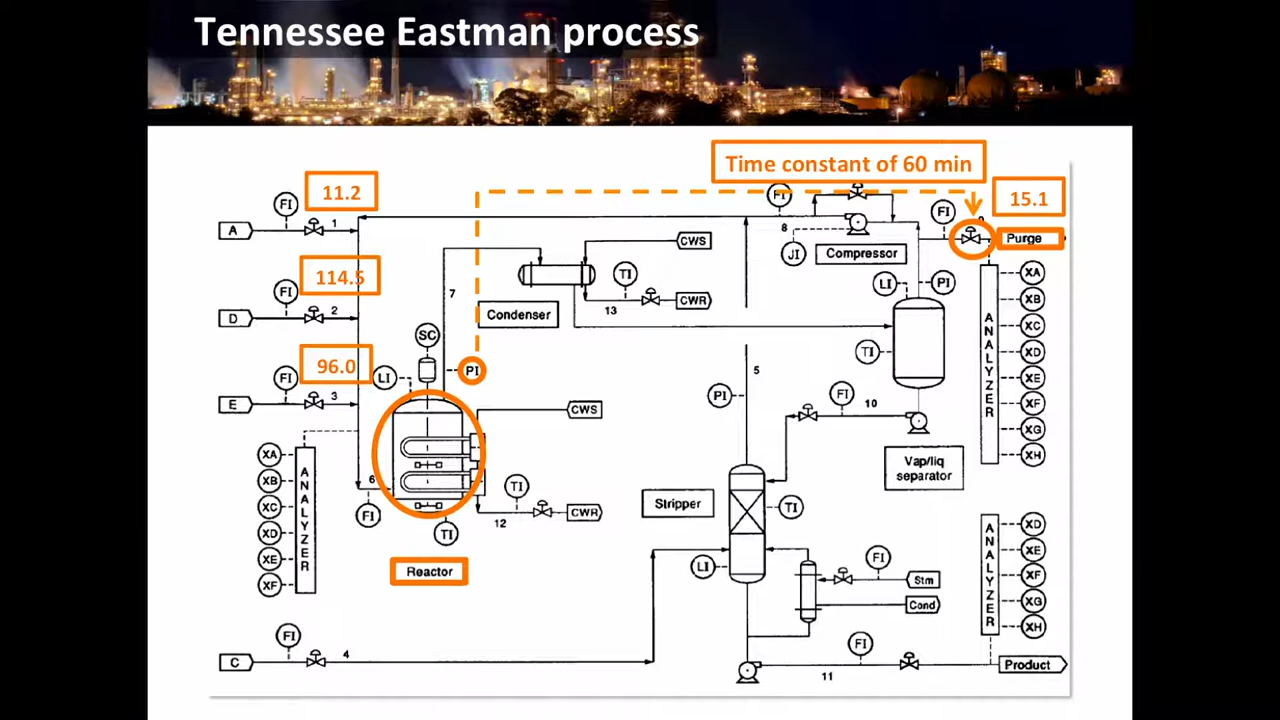 Tennessee Eastman process
Time constant of 60 min
11.2
15.1
FI
FI
FI
A
1
8
Purge
JI
Compressor
CWS
XA
114.5
7
TI
LI
PI
XB
FI
CWR
13
D
2
Condenser
XC
SC
TI
XD
96.0
LI
PI
5
XE
FI
PI
FI
10
XF
E
3
CWS
ANALYZER
XG
XA
Vap/liq
separator
XH
XB
6
TI
Stripper
TI
XC
FI
12
CWR
XD
TI
XD
ANALYZER
XE
XE
FI
LI
XF
XF
Reactor
Stm
ANALYZER
XG
Cond
XH
FI
FI
C
4
Product
11